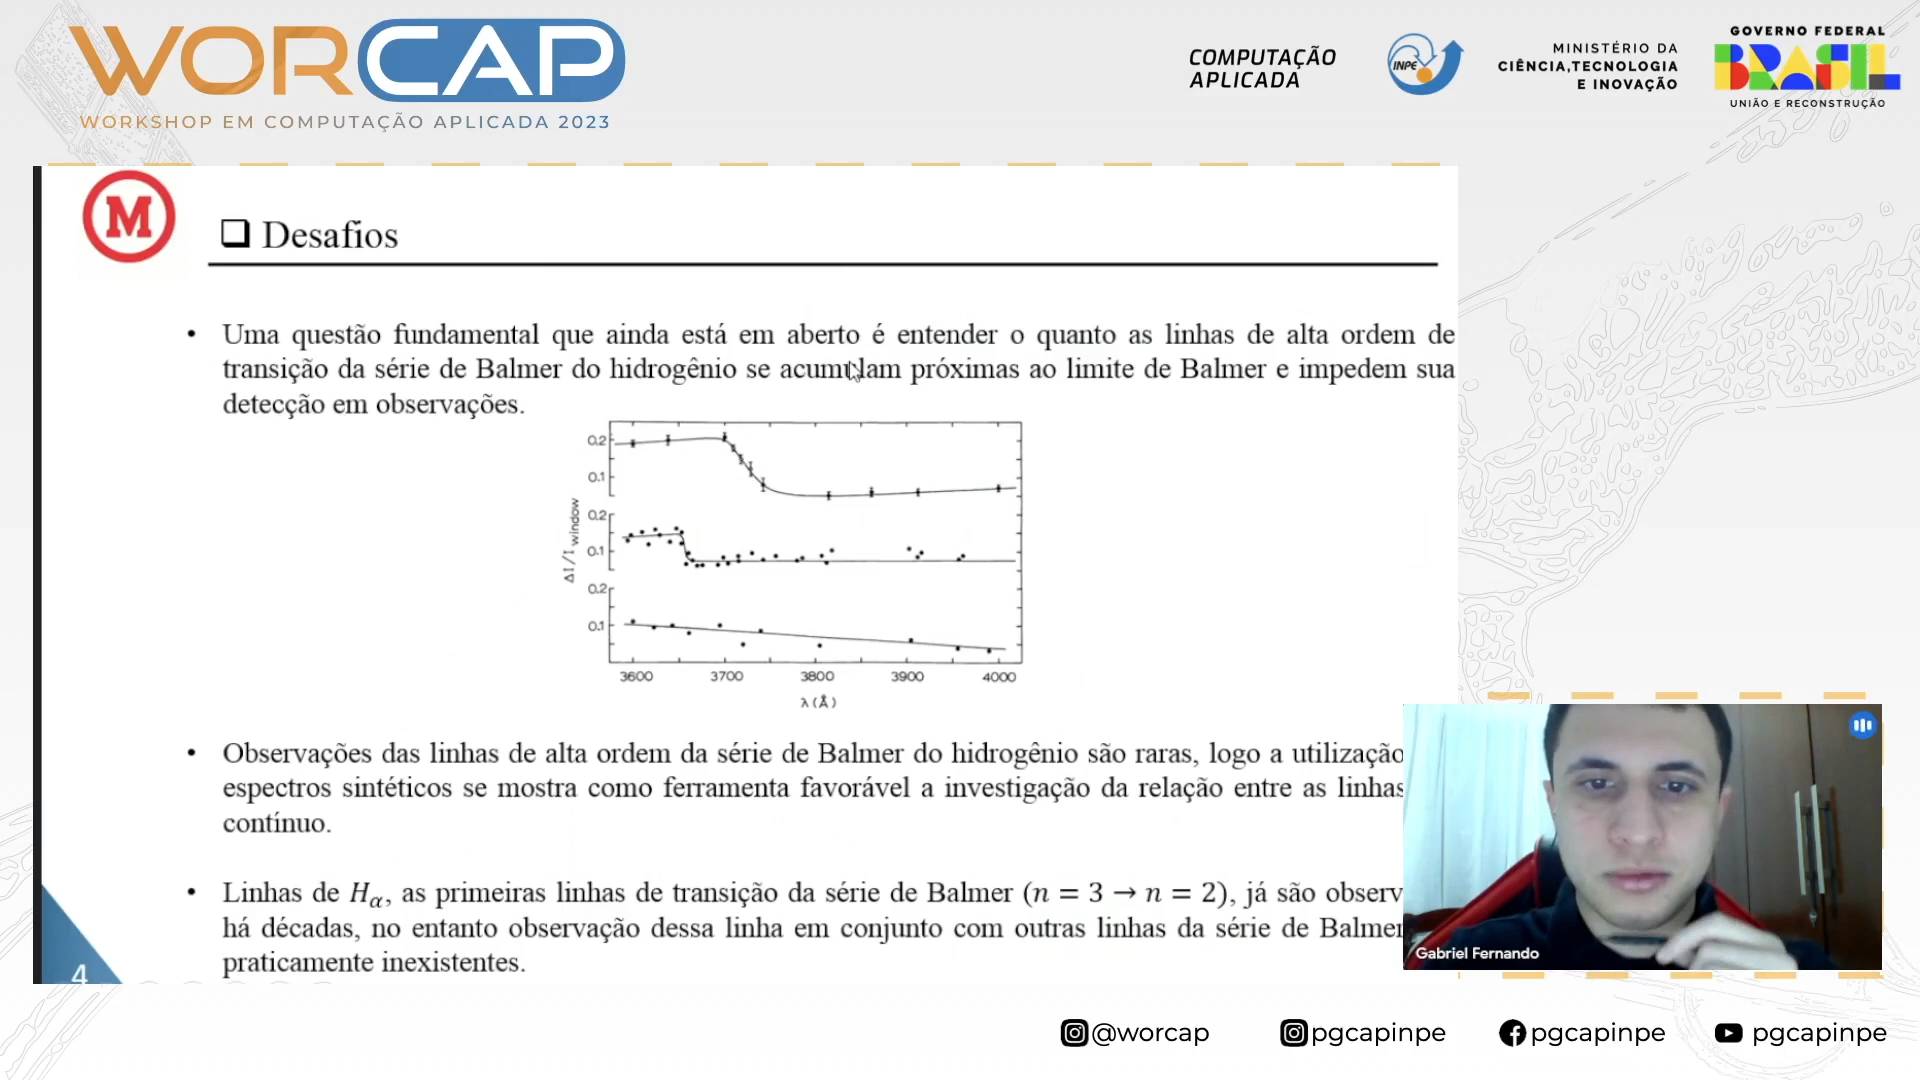 WORCAP
WORKSHOP EM COMPUTAÇÃO APLICADA 2023
COMPUTAÇÃO
APLICADA
INPE
MINISTÉRIO DA
CIÊNCIA,TECNOLOGIA
E INOVAÇÃO
GOVERNO FEDERAL
BRASIL
UNIÃO E RECONSTRUÇÃO
M
❑ Desafios
• Uma questão fundamental que ainda está em aberto é entender o quanto as linhas de alta ordem de
transição da série de Balmer do hidrogênio se acumulam próximas ao limite de Balmer e impedem sua
detecção em observações.
0.2
0.1
0.2
0.1
0.2
0.1
ΔI/I window
3600 3700 3800 3900 4000
λ (Å)
• Observações das linhas de alta ordem da série de Balmer do hidrogênio são raras, logo a utilização
espectros sintéticos se mostra como ferramenta favorável a investigação da relação entre as linhas
contínuo.
• Linhas de Hα, as primeiras linhas de transição da série de Balmer (n = 3 → n = 2), já são observ
há décadas, no entanto observação dessa linha em conjunto com outras linhas da série de Balmer
praticamente inexistentes.
4
Gabriel Fernando
@worcap
pgcapinpe
pgcapinpe
pgcapinpe